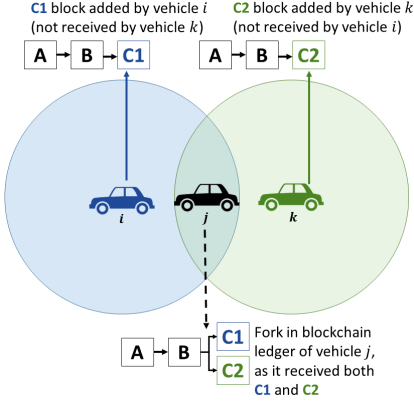 C1 block added by vehicle i
(not received by vehicle k)
A B C1
C2 block added by vehicle k
(not received by vehicle i)
A B C2
i
j
k
A B C1 C2
Fork in blockchain
ledger of vehicle j,
as it received both
C1 and C2